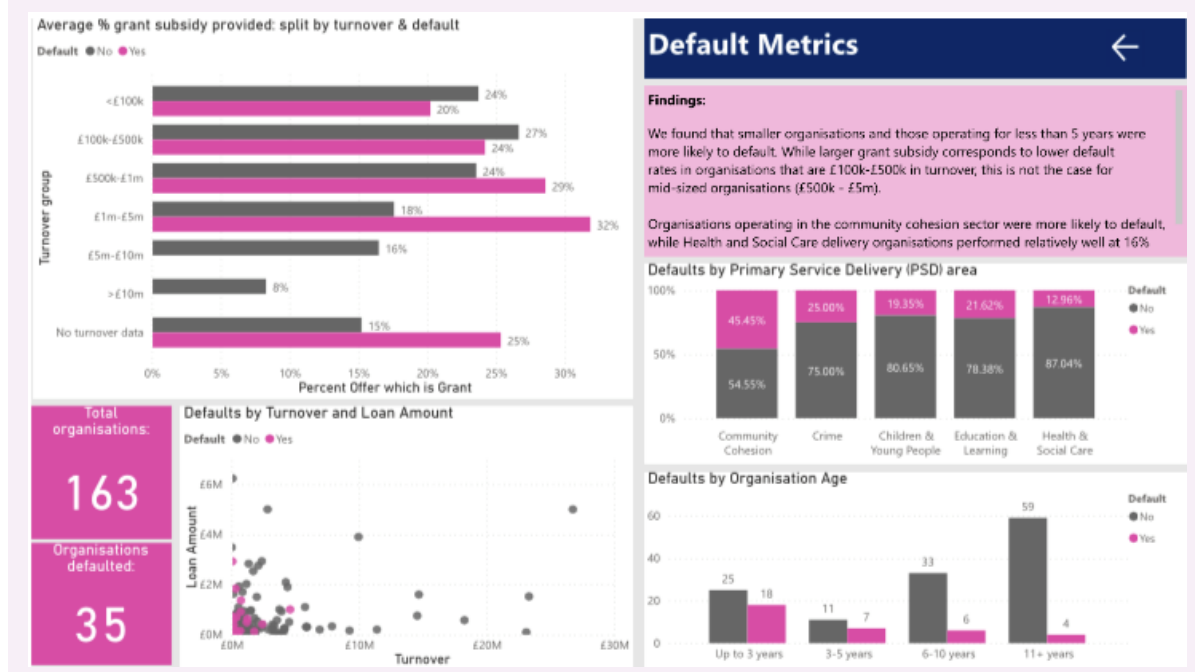 Average % grant subsidy provided: split by turnover & default
Default No Yes
Turnover group
<£100k
24%
20%
£100k-£500k
27%
24%
£500k-£1m
24%
29%
£1m-£5m
18%
32%
£5m-£10m
16%
>£10m
8%
No turnover data
15%
25%
0% 5% 10% 15% 20% 25% 30%
Percent Offer which is Grant
Total
organisations:
163
Organisations
defaulted:
35
Defaults by Turnover and Loan Amount
Default No Yes
Loan Amount
£6M
£4M
£2M
£0M
£0M £10M £20M £30M
Turnover
Default Metrics
Findings:
We found that smaller organisations and those operating for less than 5 years were
more likely to default. While larger grant subsidy corresponds to lower default
rates in organisations that are £100k-£500k in turnover, this is not the case for
mid-sized organisations (£500k - £5m).
Organisations operating in the community cohesion sector were more likely to default,
while Health and Social Care delivery organisations performed relatively well at 16%
Defaults by Primary Service Delivery (PSD) area
Default
No
Yes
100%
50%
0%
45.45% 25.00% 19.35% 21.62% 12.96%
54.55% 75.00% 80.65% 78.38% 87.04%
Community Crime Children & Education & Health &
Cohesion Young People Learning Social Care
Defaults by Organisation Age
Default
No
Yes
60
40
20
0
25 18 11 7 33 6 59 4
Up to 3 years 3-5 years 6-10 years 11+ years